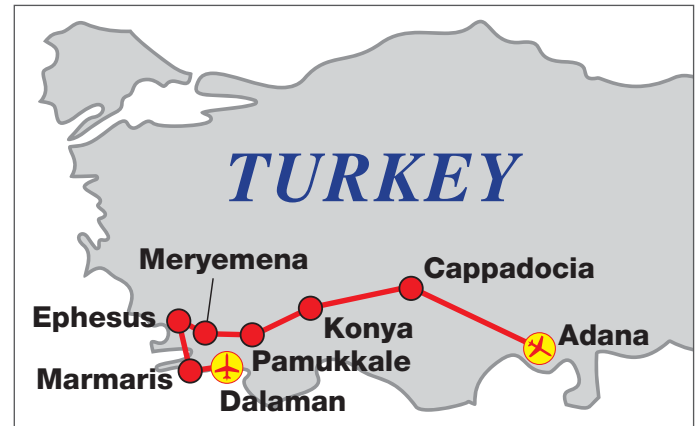 TURKEY
Meryemena
Cappadocia
Ephesus
Konya
Adana
Pamukkale
Marmaris
Dalaman